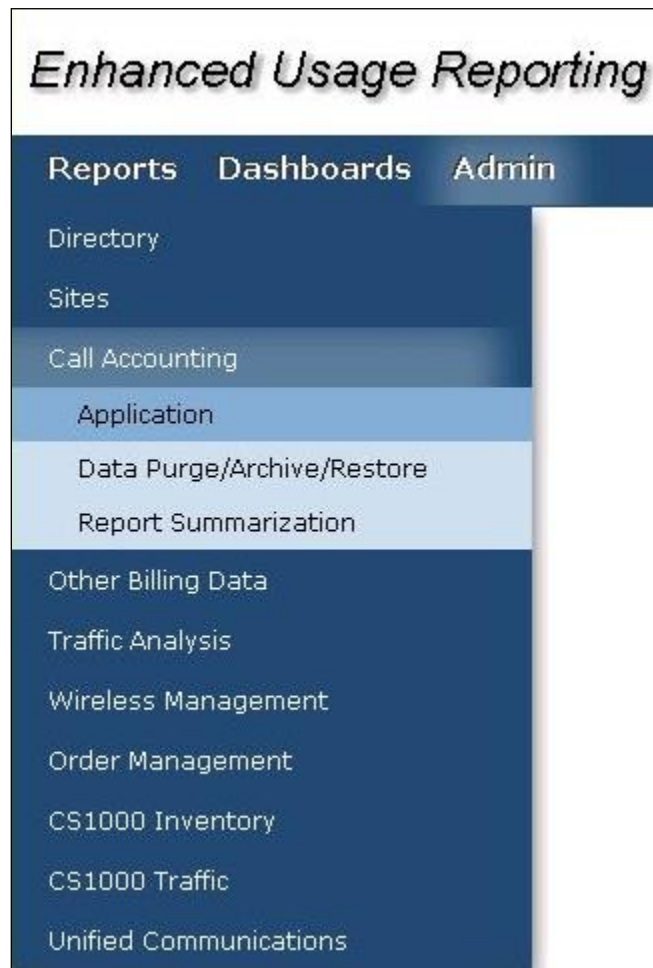 Enhanced Usage Reporting
Reports Dashboards Admin
Directory
Sites
Call Accounting
Application
Data Purge/Archive/Restore
Report Summarization
Other Billing Data
Traffic Analysis
Wireless Management
Order Management
CS1000 Inventory
CS1000 Traffic
Unified Communications